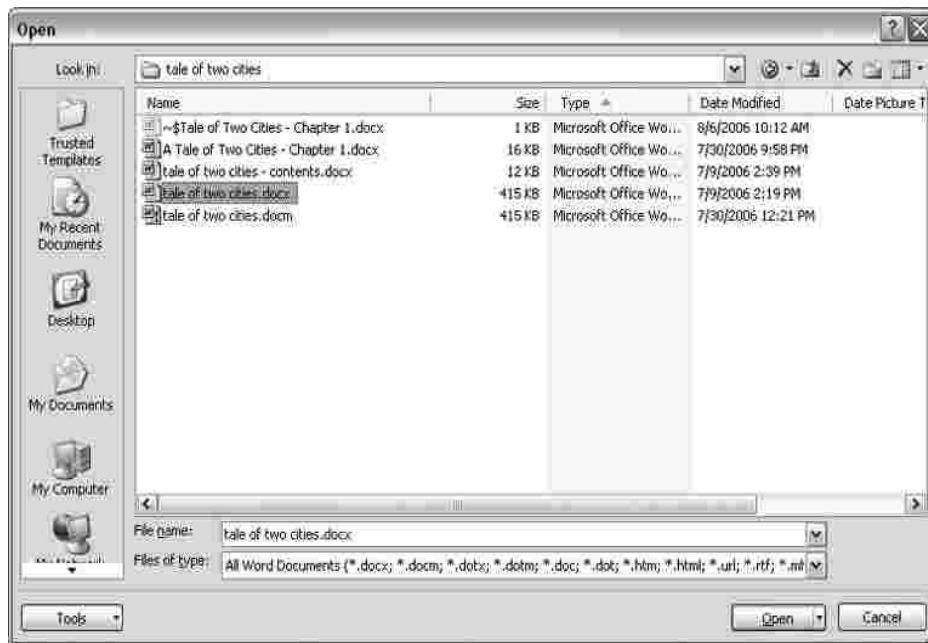 Open
Look in:
tale of two cities
Name Size Type Date Modified Date Picture T
~$Tale of Two Cities - Chapter 1.docx 1 KB Microsoft Office Wo... 8/6/2006 10:12 AM
A Tale of Two Cities - Chapter 1.docx 16 KB Microsoft Office Wo... 7/30/2006 9:58 PM
tale of two cities - contents.docx 12 KB Microsoft Office Wo... 7/9/2006 2:39 PM
tale of two cities.docx 415 KB Microsoft Office Wo... 7/9/2006 2:19 PM
tale of two cities.docm 415 KB Microsoft Office Wo... 7/30/2006 12:21 PM
Trusted
Templates
My Recent
Documents
Desktop
My Documents
My Computer
File name: tale of two cities.docx
Files of type: All Word Documents (*.docx; *.docm; *.dotx; *.dotm; *.doc; *.dot; *.htm; *.html; *.url; *.rtf; *.mh
Tools Open Cancel